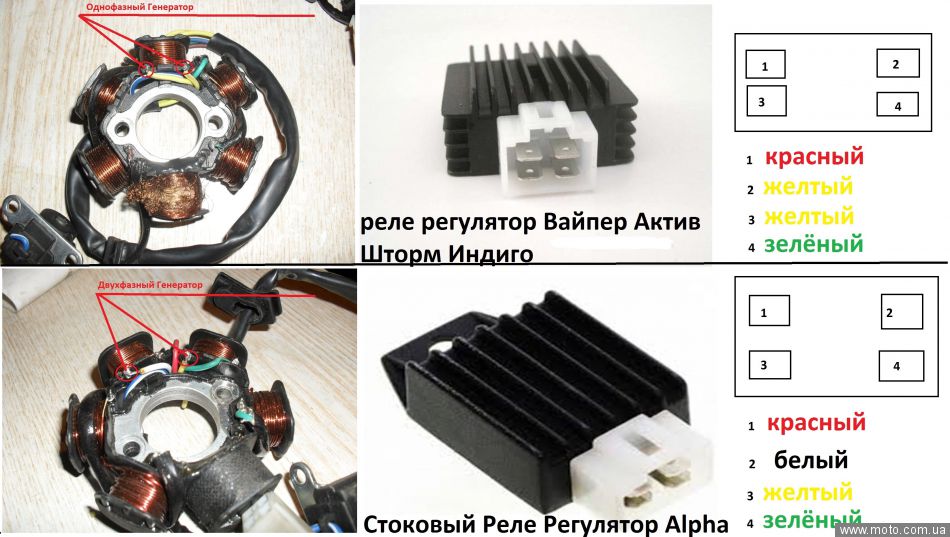 Однофазный Генератор
1
2
3
4
1 красный
2 желтый
3 желтый
4 зелёный
реле регулятор Вайпер Актив
Шторм Индиго
Двухфазный Генератор
1
2
3
4
1 красный
2 белый
3 желтый
4 зелёный
Стоковый Реле Регулятор Alpha
www.moto.com.ua